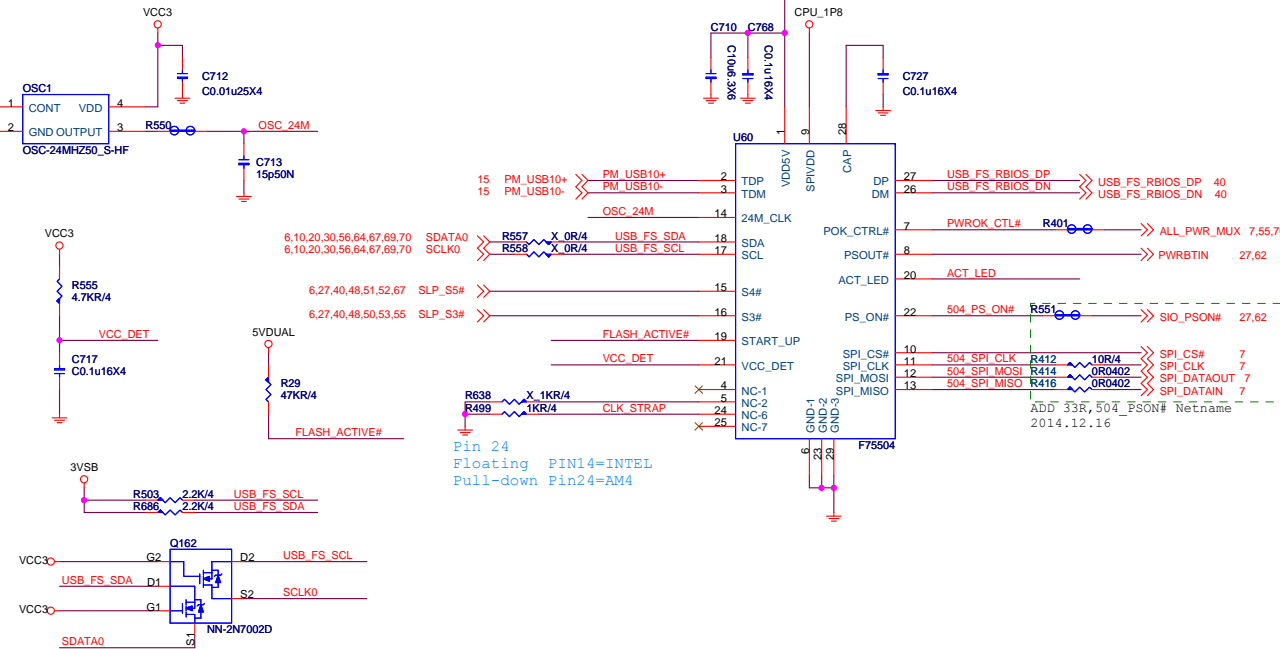 VCC3
C712
C0.01u25X4
OSC1
1 CONT VDD 4
2 GND OUTPUT 3
OSC-24MHZ50_S-HF
R550
OSC_24M
C713
15p50N
VCC3
R555
4.7KR/4
VCC_DET
C717
C0.1u16X4
5VDUAL
R29
47KR/4
FLASH_ACTIVE#
3VSB
R503 2.2K/4 USB_FS_SCL
R686 2.2K/4 USB_FS_SDA
Q162
VCC3 G2 D2 USB_FS_SCL
USB_FS_SDA D1
VCC3 G1 S2 SCLK0
NN-2N7002D
SDATA0 S1
C710 C768
C10u6.3X6
C0.1u16X4
CPU_1P8
C727
C0.1u16X4
U60
1 9 28
VDD5V SPIVDD CAP
15 PM_USB10+ PM_USB10+ 2 TDP
15 PM_USB10- PM_USB10- 3 TDM
OSC_24M 14 24M_CLK
6,10,20,30,56,64,67,69,70 SDATA0 R557 X_0R/4 USB_FS_SDA 18 SDA
6,10,20,30,56,64,67,69,70 SCLK0 R558 X_0R/4 USB_FS_SCL 17 SCL
6,27,40,48,51,52,67 SLP_S5# 15 S4#
6,27,40,48,50,53,55 SLP_S3# 16 S3#
FLASH_ACTIVE# 19 START_UP
VCC_DET 21 VCC_DET
4 NC-1
R638 X_1KR/4 5 NC-2
R499 1KR/4 CLK_STRAP 24 NC-6
25 NC-7
DP 27 USB_FS_RBIOS_DP USB_FS_RBIOS_DP 40
DM 26 USB_FS_RBIOS_DN USB_FS_RBIOS_DN 40
POK_CTRL# 7 PWROK_CTL# R401 ALL_PWR_MUX 7,55,70
PSOUT# 8 PWRBTIN 27,62
ACT_LED 20 ACT_LED
PS_ON# 22 504_PS_ON# R551 SIO_PSON# 27,62
SPI_CS# 10 SPI_CS# 7
SPI_CLK 11 504_SPI_CLK R412 10R/4 SPI_CLK 7
SPI_MOSI 12 504_SPI_MOSI R414 0R0402 SPI_DATAOUT 7
SPI_MISO 13 504_SPI_MISO R416 0R0402 SPI_DATAIN 7
GND-1 GND-2 GND-3
6 23 29
F75504
ADD 33R,504_PSON# Netname
2014.12.16
Pin 24
Floating PIN14=INTEL
Pull-down Pin24=AM4